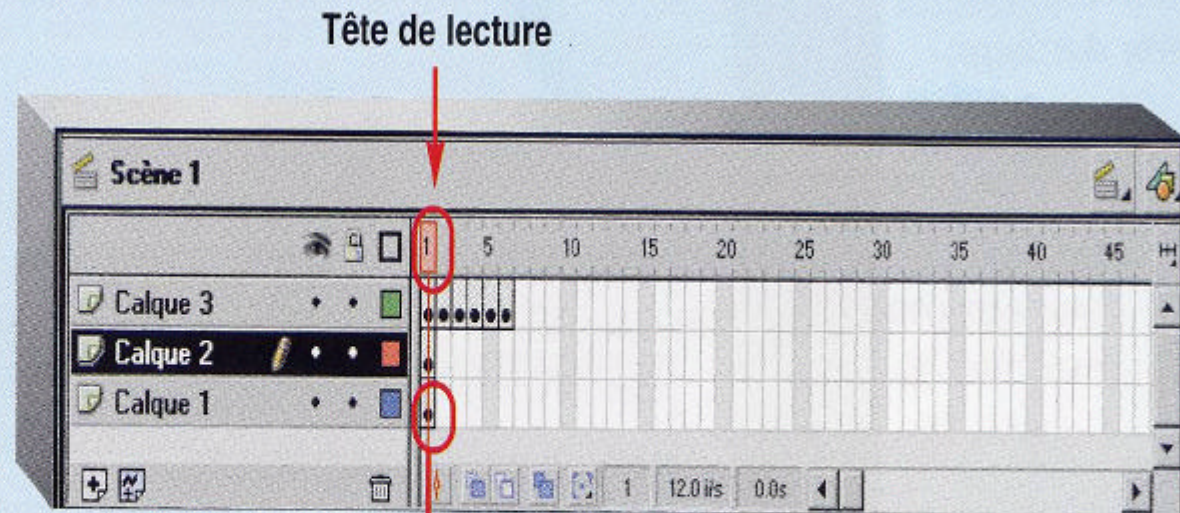 Tête de lecture
Scène 1
1 5 10 15 20 25 30 35 40 45
Calque 3
Calque 2
Calque 1
1 12.0 i/s 0.0s